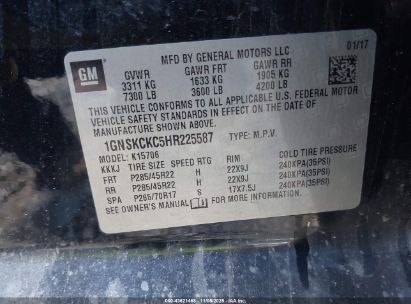 GM
MFD BY GENERAL MOTORS LLC 01/17
GVWR GAWR FRT GAWR RR
3311 KG 1633 KG 1905 KG
7300 LB 3600 LB 4200 LB
THIS VEHICLE CONFORMS TO ALL APPLICABLE U.S. FEDERAL MOTOR
VEHICLE SAFETY STANDARDS IN EFFECT ON THE DATE OF
MANUFACTURE SHOWN ABOVE.
1GNSKCKC5HR225587 TYPE: M.P.V.
MODEL: K15706
KKKJ TIRE SIZE SPEED RTG RIM COLD TIRE PRESSURE
FRT P285/45R22 H 22X9J 240KPA(35PSI)
RR P285/45R22 H 22X9J 240KPA(35PSI)
SPA P265/70R17 S 17X7.5J 240KPA(35PSI)
SEE OWNER'S MANUAL FOR MORE INFORMATION.